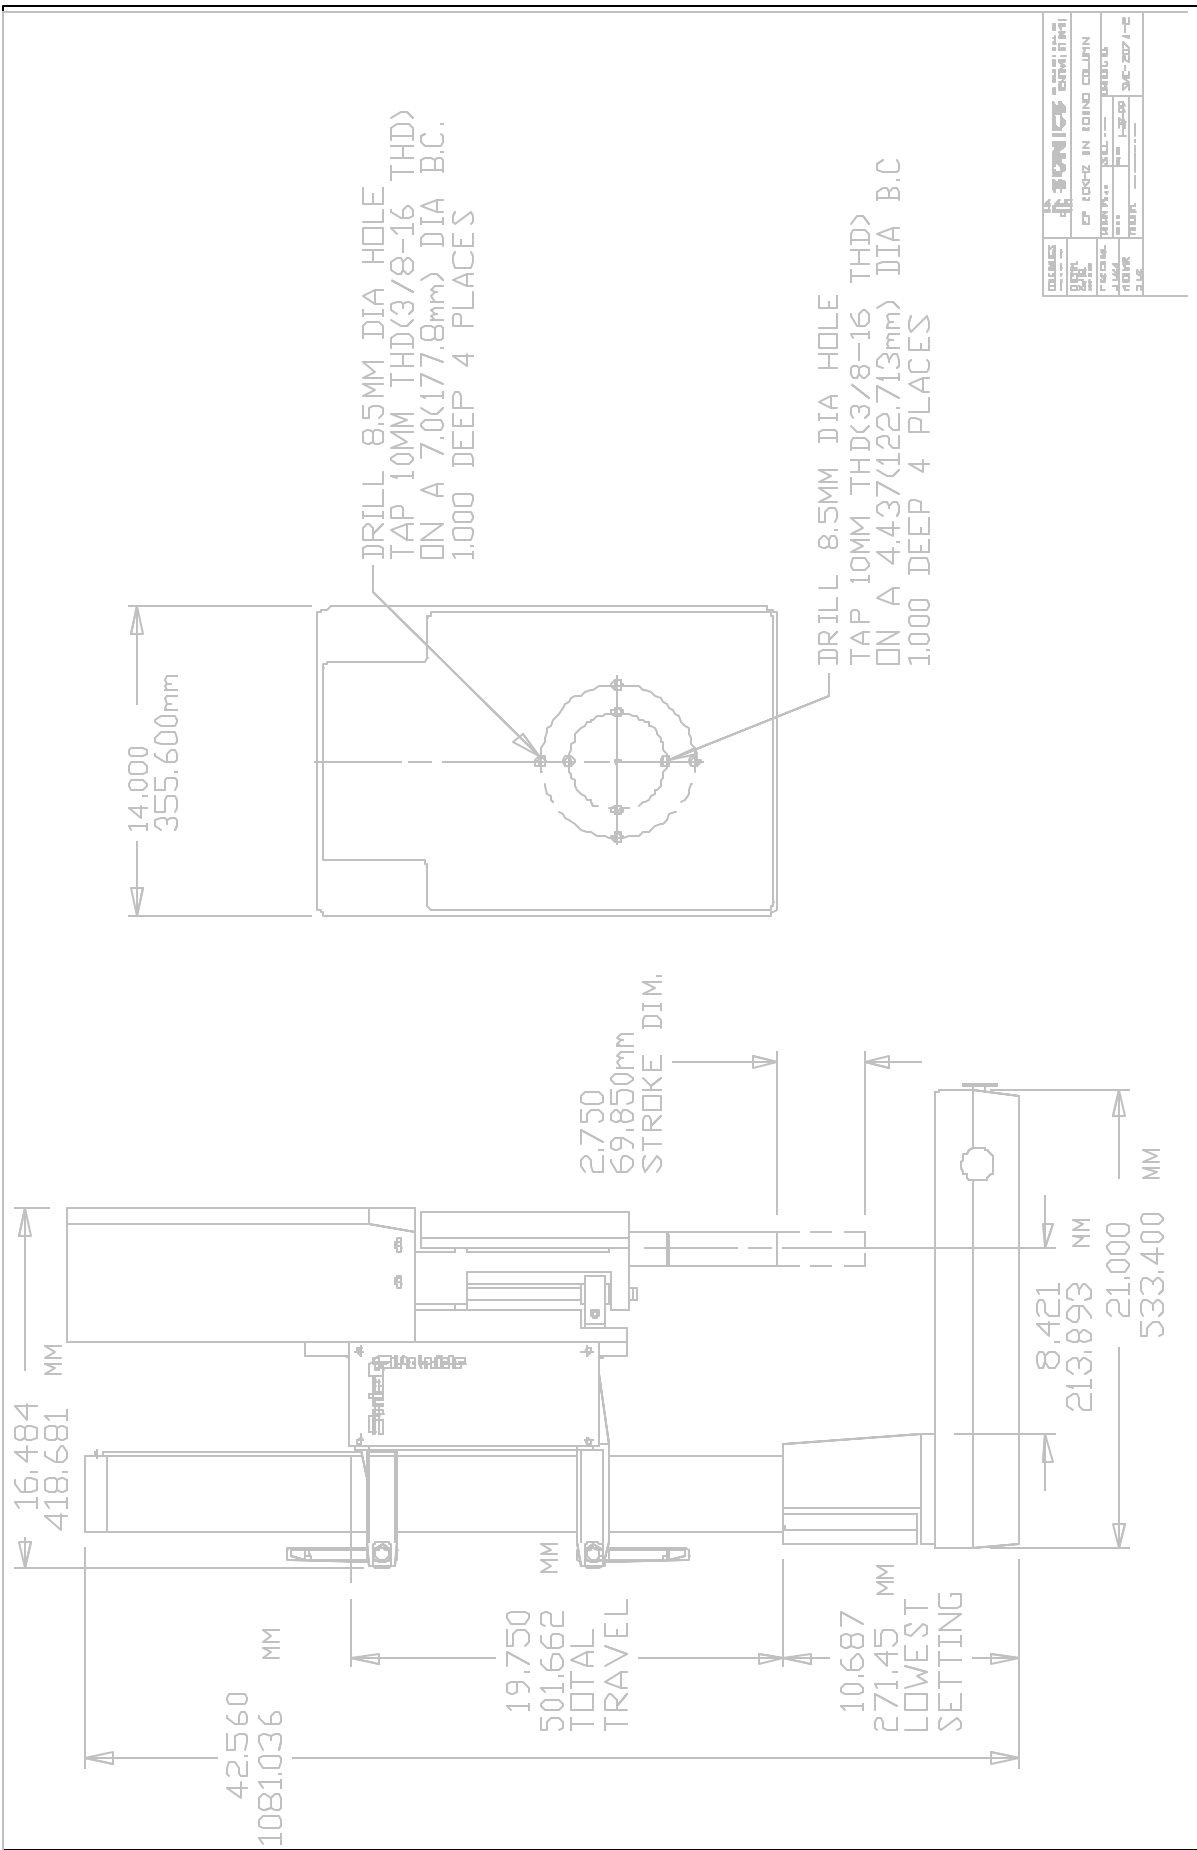 16.484
418.681 MM
42.560
1081.036 MM
19.750
501.662 MM
TOTAL
TRAVEL
10.687
271.45 MM
LOWEST
SETTING
2.750
69.850mm
STROKE DIM.
8.421
213.893 MM
21.000
533.400 MM
14.000
355.600mm
DRILL 8.5MM DIA HOLE
TAP 10MM THD(3/8-16 THD)
ON A 7.0(177.8mm) DIA B.C.
1.000 DEEP 4 PLACES
DRILL 8.5MM DIA HOLE
TAP 10MM THD(3/8-16 THD)
ON A 4.437(122.713mm) DIA B.C
1.000 DEEP 4 PLACES
COLUMN